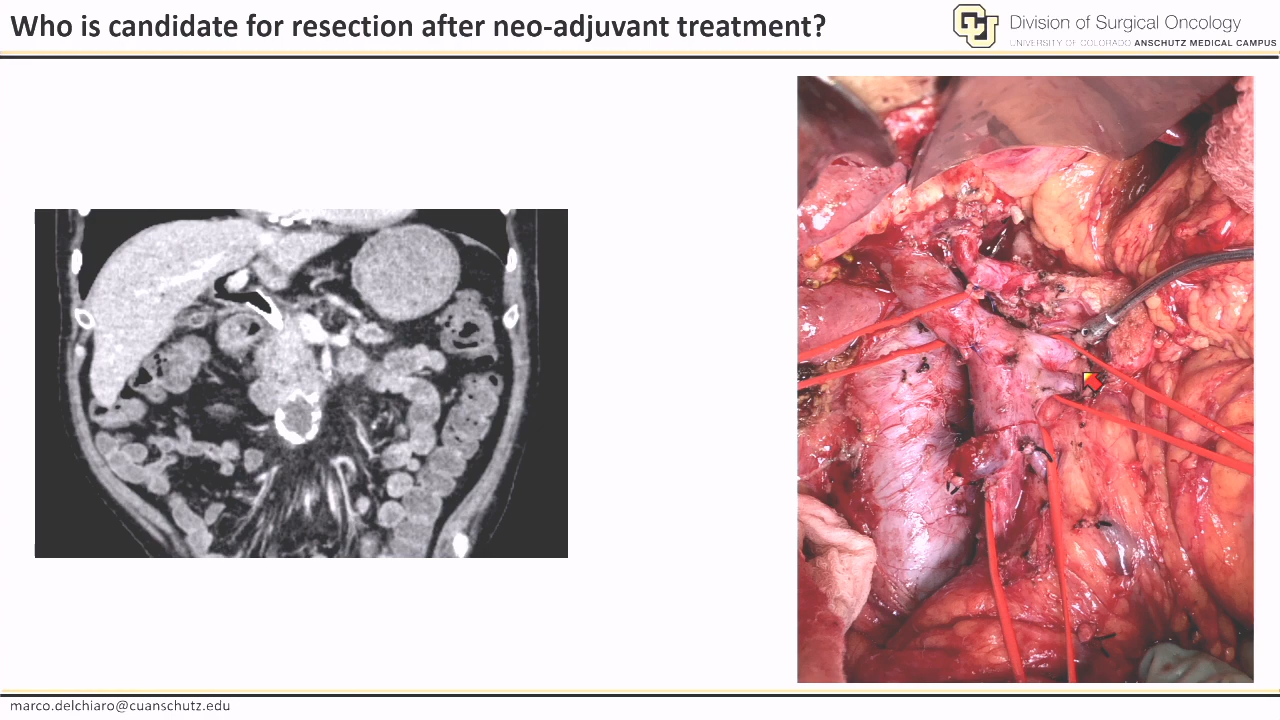 Who is candidate for resection after neo-adjuvant treatment?
CU
Division of Surgical Oncology
UNIVERSITY OF COLORADO ANSCHUTZ MEDICAL CAMPUS
marco.delchiaro@cuanschutz.edu